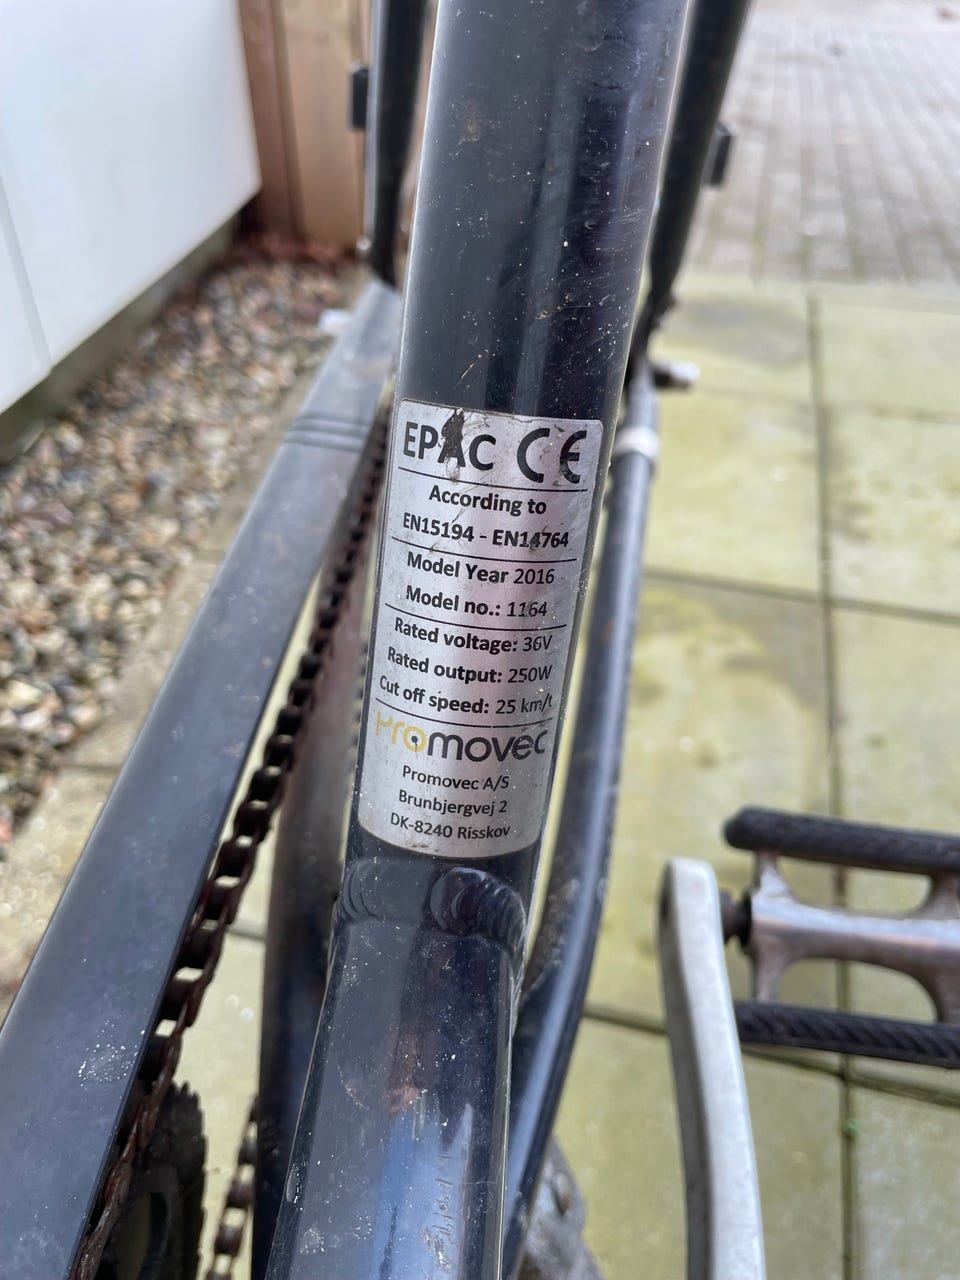 EPAC CE
According to
EN15194 - EN14764
Model Year 2016
Model no.: 1164
Rated voltage: 36V
Rated output: 250W
Cut off speed: 25 km/t
Promovec
Promovec A/S
Brunbjergvej 2
DK-8240 Risskov